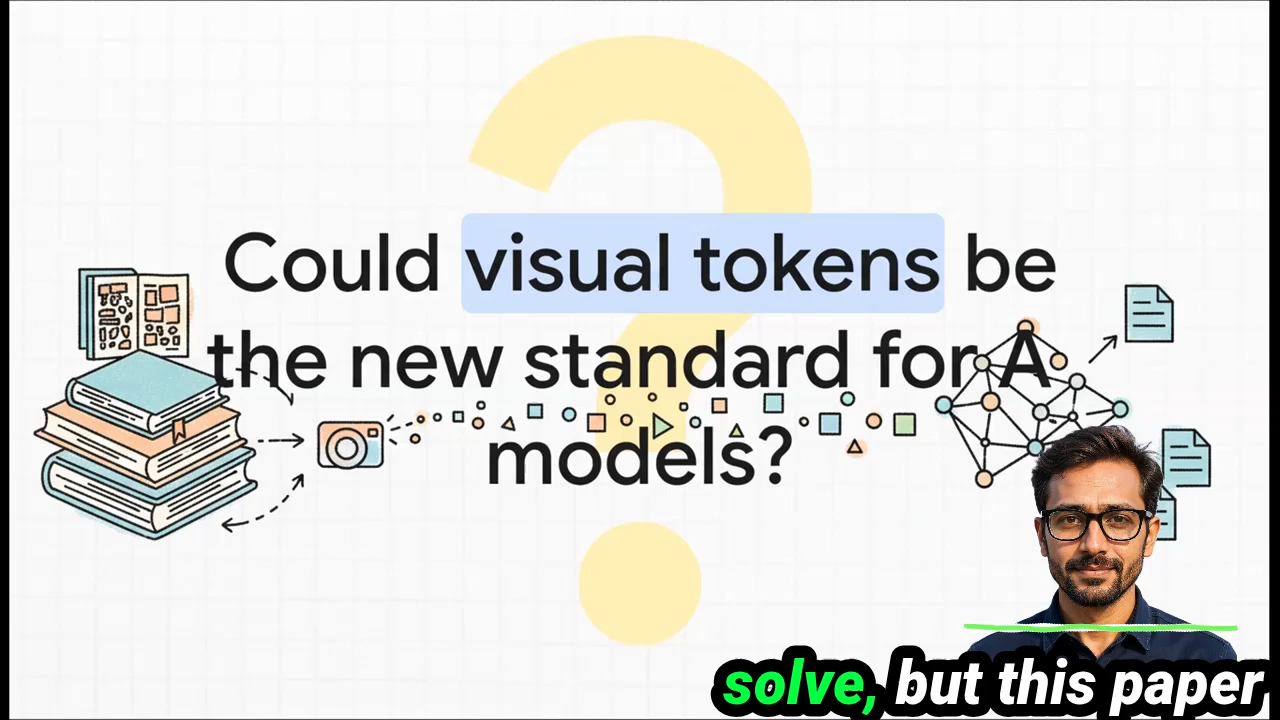 Could visual tokens be
the new standard for A
models?
solve, but this paper